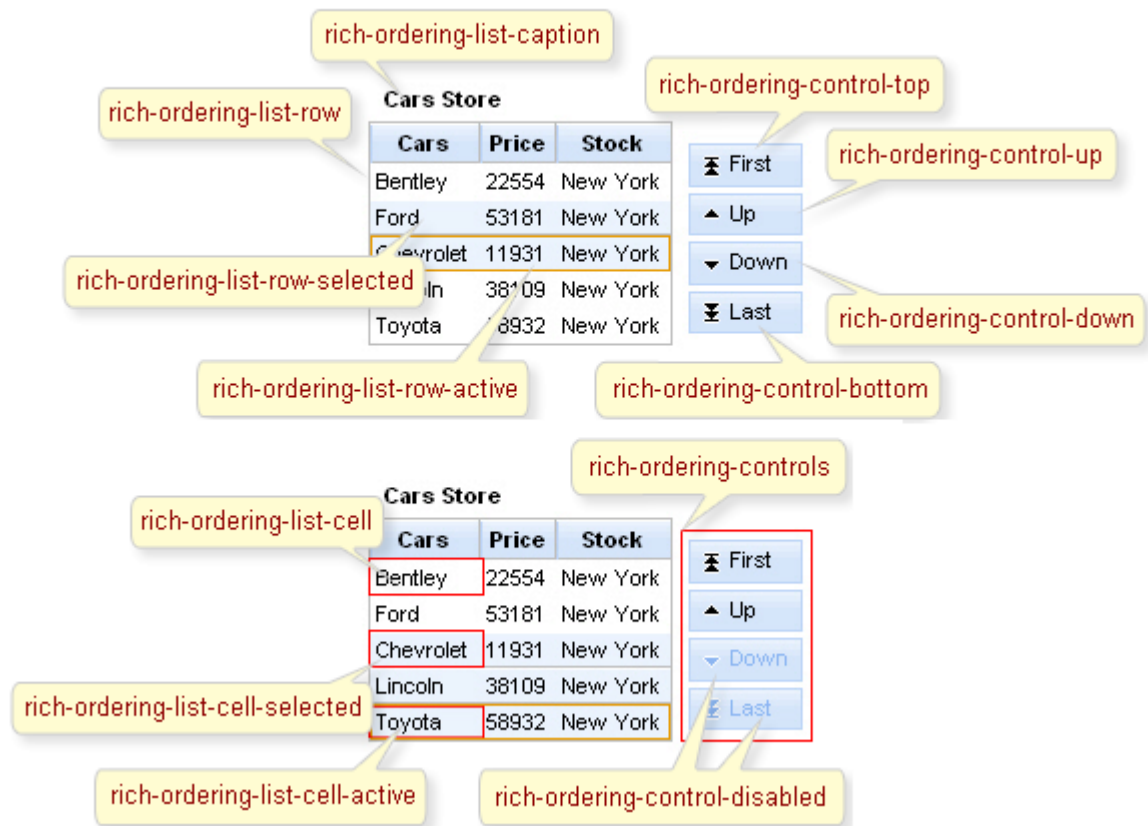 rich-ordering-list-caption
rich-ordering-control-top
Cars Store
rich-ordering-list-row
rich-ordering-control-up
Cars Price Stock
First
Bentley 22554 New York
Up
Ford 53181 New York
Chevrolet 11931 New York
Down
rich-ordering-list-row-selected
38109 New York
Last
rich-ordering-control-down
Toyota New York
rich-ordering-list-row-active
rich-ordering-control-bottom
rich-ordering-controls
Cars Store
rich-ordering-list-cell
Cars Price Stock
First
Bentley 22554 New York
Up
Ford 53181 New York
Chevrolet 11931 New York
Down
Lincoln 38109 New York
rich-ordering-list-cell-selected
Last
Toyota 58932 New York
rich-ordering-list-cell-active
rich-ordering-control-disabled